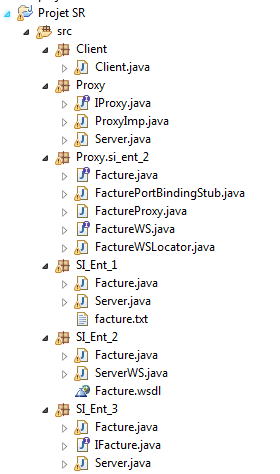 Projet SR
src
Client
Client.java
Proxy
IProxy.java
ProxyImp.java
Server.java
Proxy.si_ent_2
Facture.java
FacturePortBindingStub.java
FactureProxy.java
FactureWS.java
FactureWSLocator.java
SI_Ent_1
Facture.java
Server.java
facture.txt
SI_Ent_2
Facture.java
ServerWS.java
Facture.wsdl
SI_Ent_3
Facture.java
IFacture.java
Server.java